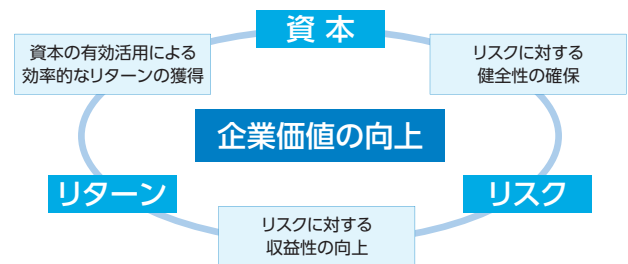 資本
資本の有効活用による
効率的なリターンの獲得
リスクに対する
健全性の確保
企業価値の向上
リターン
リスク
リスクに対する
収益性の向上